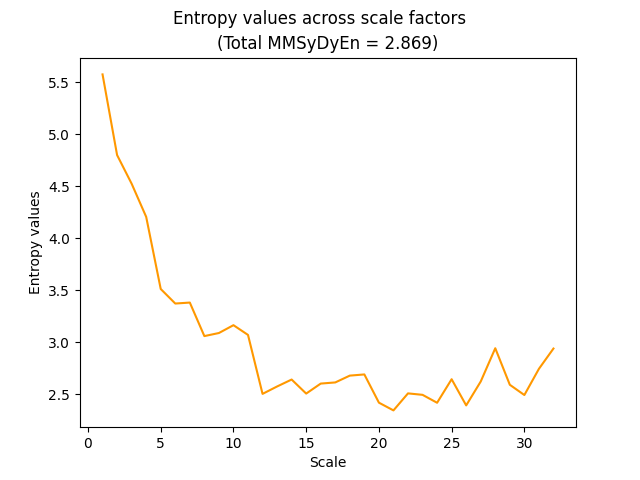 Entropy values across scale factors
(Total MMSyDyEn = 2.869)
Entropy values
5.5
5.0
4.5
4.0
3.5
3.0
2.5
0 5 10 15 20 25 30
Scale